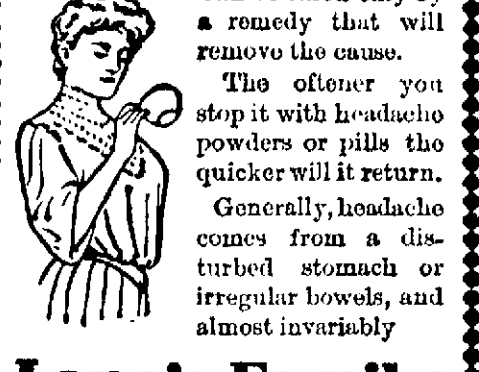 a remedy that will
remove the cause.
The oftener you
stop it with headache
powders or pills the
quicker will it return.
Generally, headache
comes from a dis-
turbed stomach or
irregular bowels, and
almost invariably